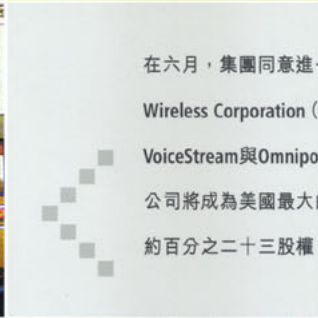 在六月，集團同意進
Wireless Corporation（
VoiceStream與Omnipo
公司將成為美國最大
約百分之二十三股權